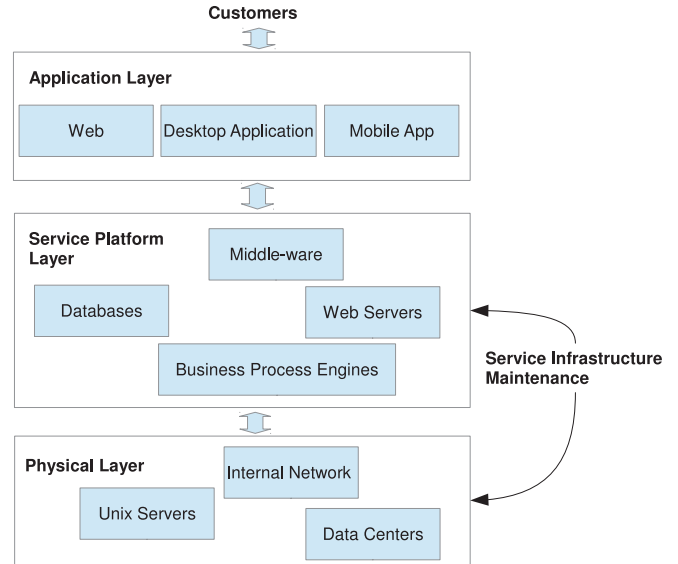 Customers
Application Layer
Web
Desktop Application
Mobile App
Service Platform
Layer
Middle-ware
Databases
Web Servers
Business Process Engines
Service Infrastructure
Maintenance
Physical Layer
Internal Network
Unix Servers
Data Centers